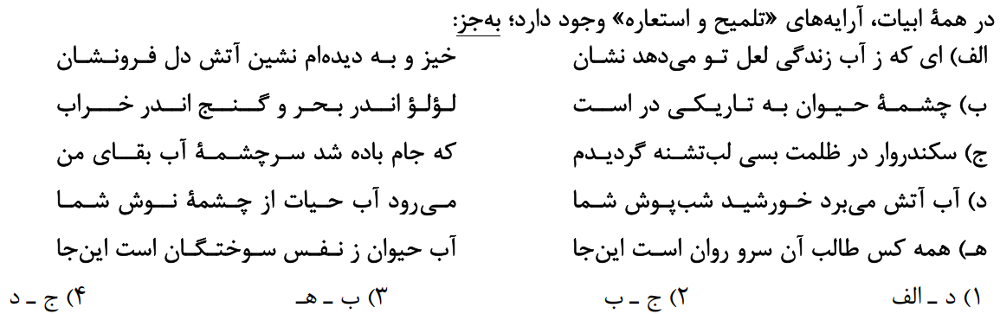 در همهٔ ابیات، آرایه‌های «تلمیح و استعاره» وجود دارد؛ به‌جز:
الف) ای که ز آب زندگی لعل تو می‌دهد نشان خیز و به دیده‌ام نشین آتش دل فرونشان
ب) چشمهٔ حیوان به تاریکی در است لؤلؤ اندر بحر و گنج اندر خراب
ج) سکندروار در ظلمت بسی لب‌تشنه گردیدم که جام باده شد سرچشمهٔ آب بقای من
د) آب آتش می‌برد خورشید شب‌پوش شما می‌رود آب حیات از چشمهٔ نوش شما
هـ) همه کس طالب آن سرو روان است این‌جا آب حیوان ز نفس سوختگان است این‌جا
۱) د ـ الف ۲) ج ـ ب ۳) ب ـ هـ ۴) ج ـ د